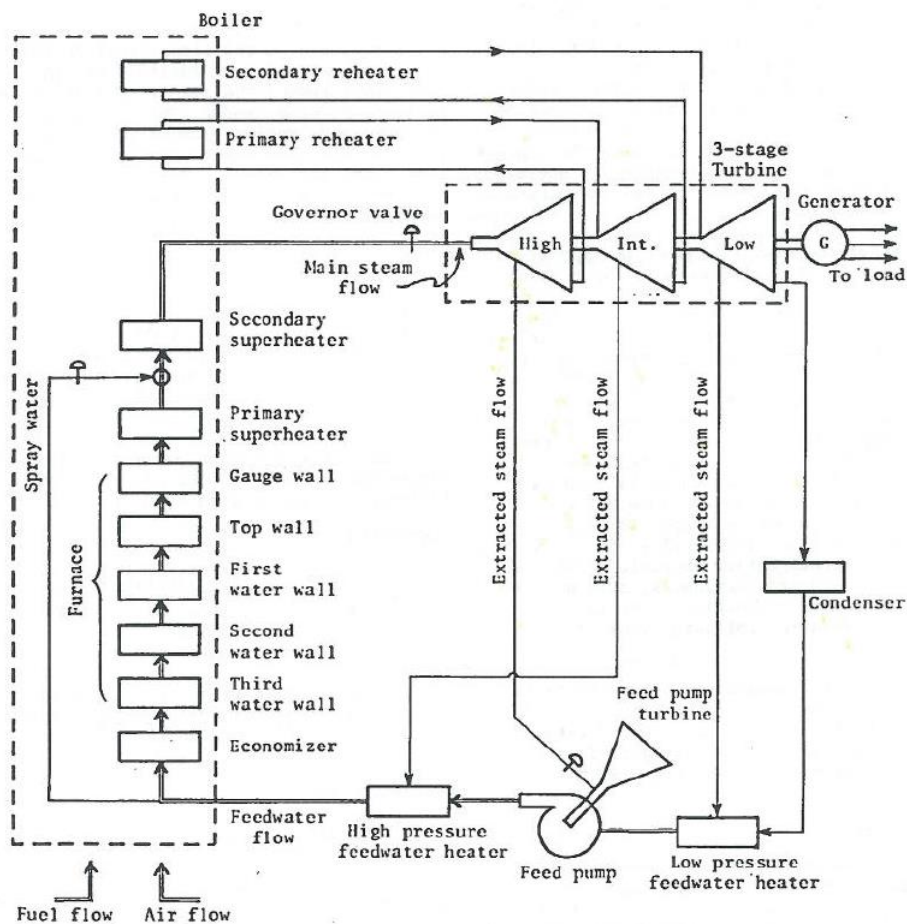 Boiler
Secondary reheater
Primary reheater
3-stage
Turbine
Generator
Governor valve
High
Int.
Low
G
Main steam
flow
To load
Secondary
superheater
Spray water
Primary
superheater
Extracted steam flow
Extracted steam flow
Extracted steam flow
Gauge wall
Top wall
Furnace
First
water wall
Condenser
Second
water wall
Third
water wall
Feed pump
turbine
Economizer
Feedwater
flow
High pressure
feedwater heater
Feed pump
Low pressure
feedwater heater
Fuel flow
Air flow